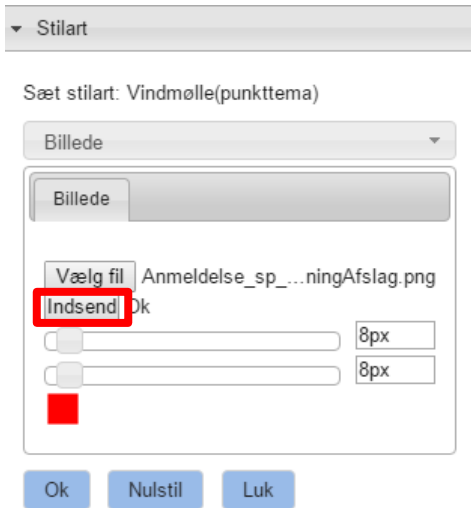 Stilart
Sæt stilart: Vindmølle(punkttema)
Billede
Billede
Vælg fil Anmeldelse_sp_...ningAfslag.png
Indsend Ok
8px
8px
Ok Nulstil Luk